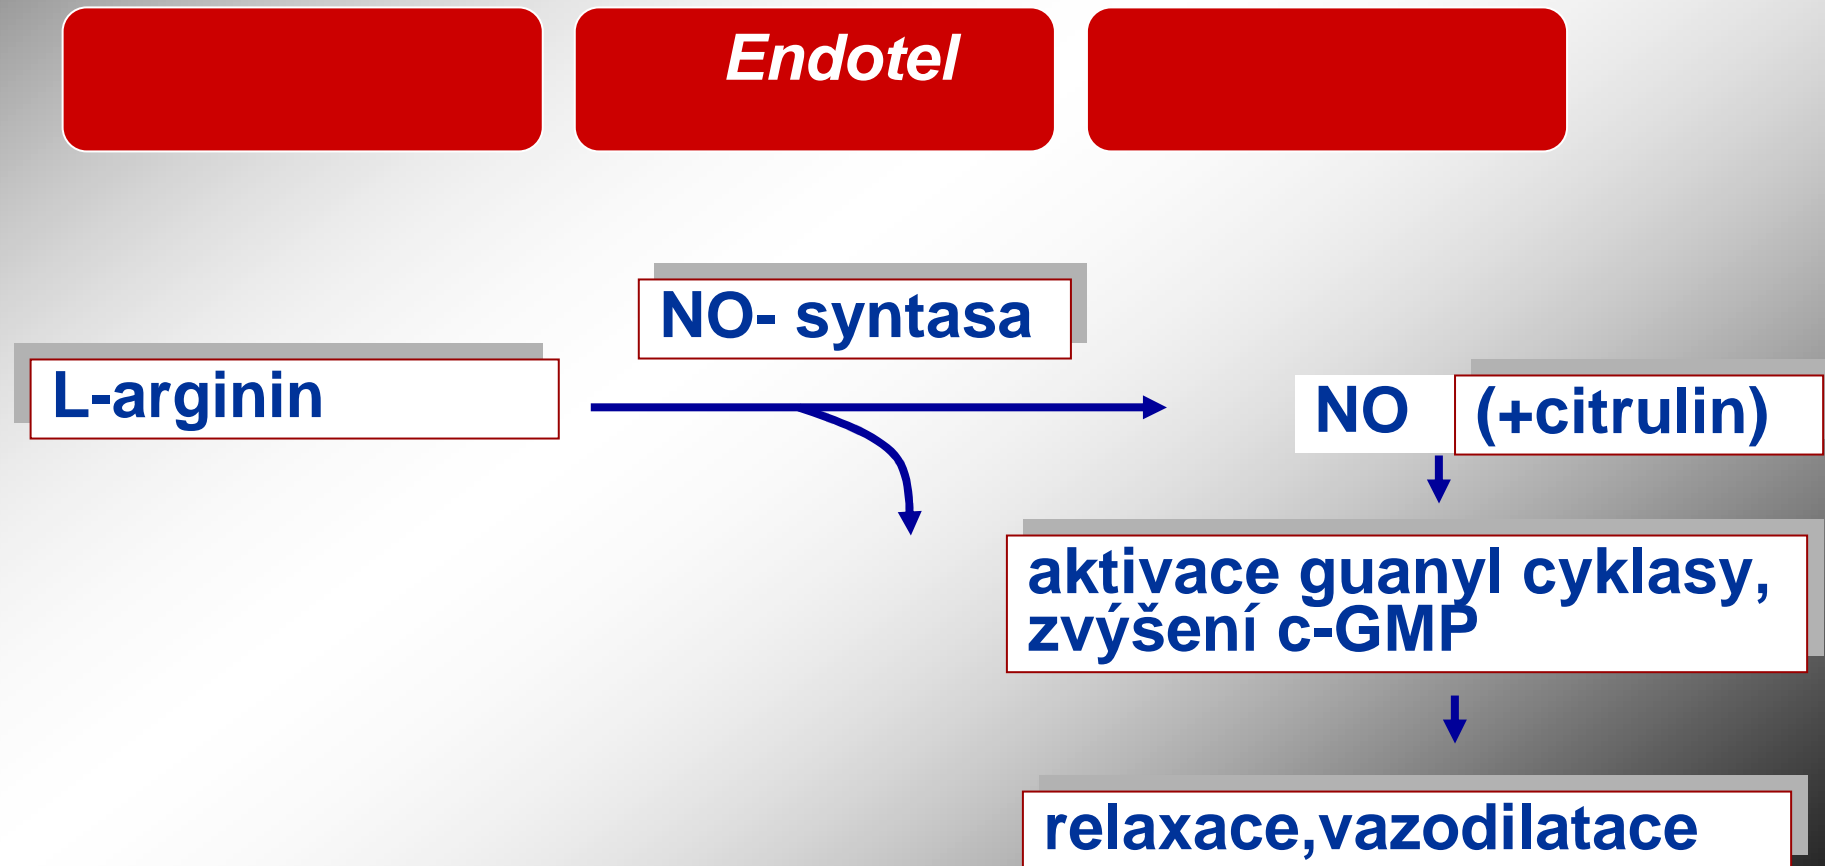 Endotel
NO- syntasa
L-arginin
NO (+citrulin)
aktivace guanyl cyklasy,
zvýšení c-GMP
relaxace,vazodilatace